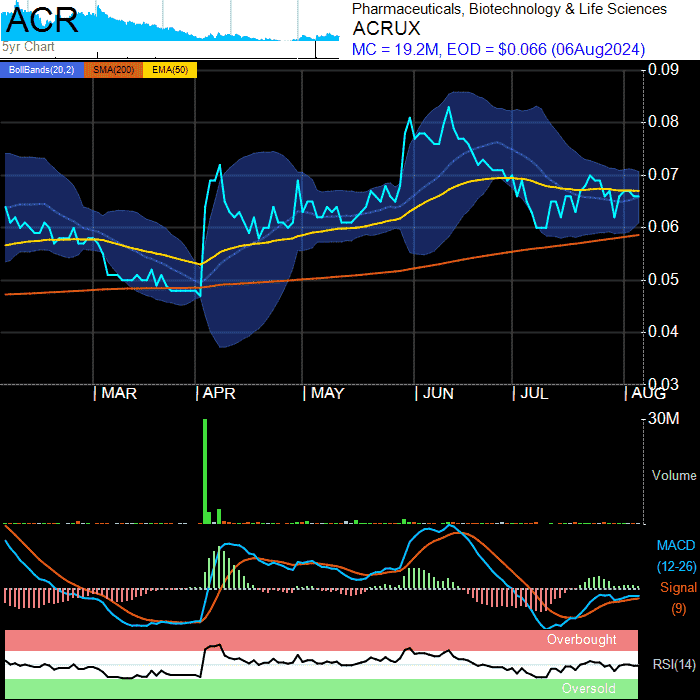 ACR
5yr Chart
Pharmaceuticals, Biotechnology & Life Sciences
ACRUX
MC = 19.2M, EOD = $0.066 (06Aug2024)
BollBands(20,2) SMA(200) EMA(50)
0.09
0.08
0.07
0.06
0.05
0.04
0.03
| MAR | APR | MAY | JUN | JUL | AUG
30M
Volume
MACD
(12-26)
Signal
(9)
Overbought
RSI(14)
Oversold